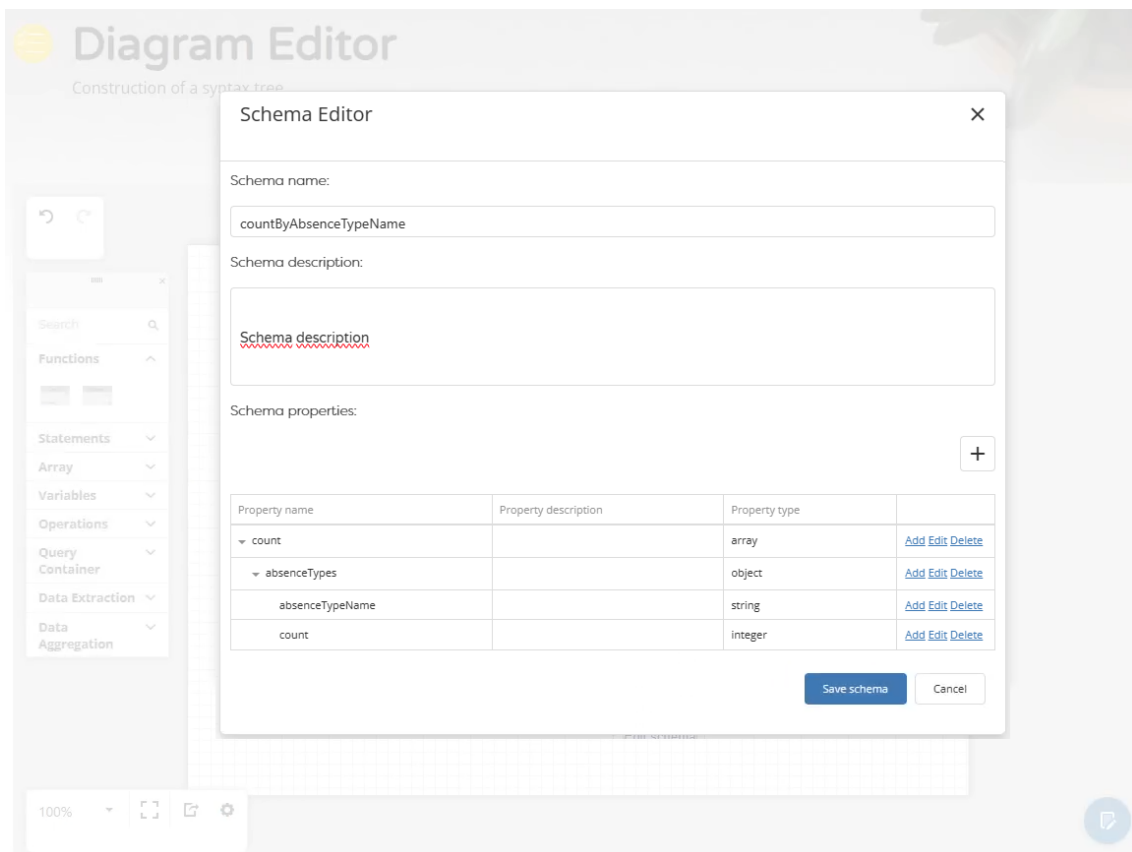 Diagram Editor
Construction of a syntax tree
Schema Editor
Schema name:
countByAbsenceTypeName
Schema description:
Schema description
Schema properties:
Search
Functions
Statements
Array
Variables
Operations
Query
Container
Data Extraction
Data
Aggregation
Property name Property description Property type
count array Add Edit Delete
absenceTypes object Add Edit Delete
absenceTypeName string Add Edit Delete
count integer Add Edit Delete
Save schema Cancel
Edit schema
100%